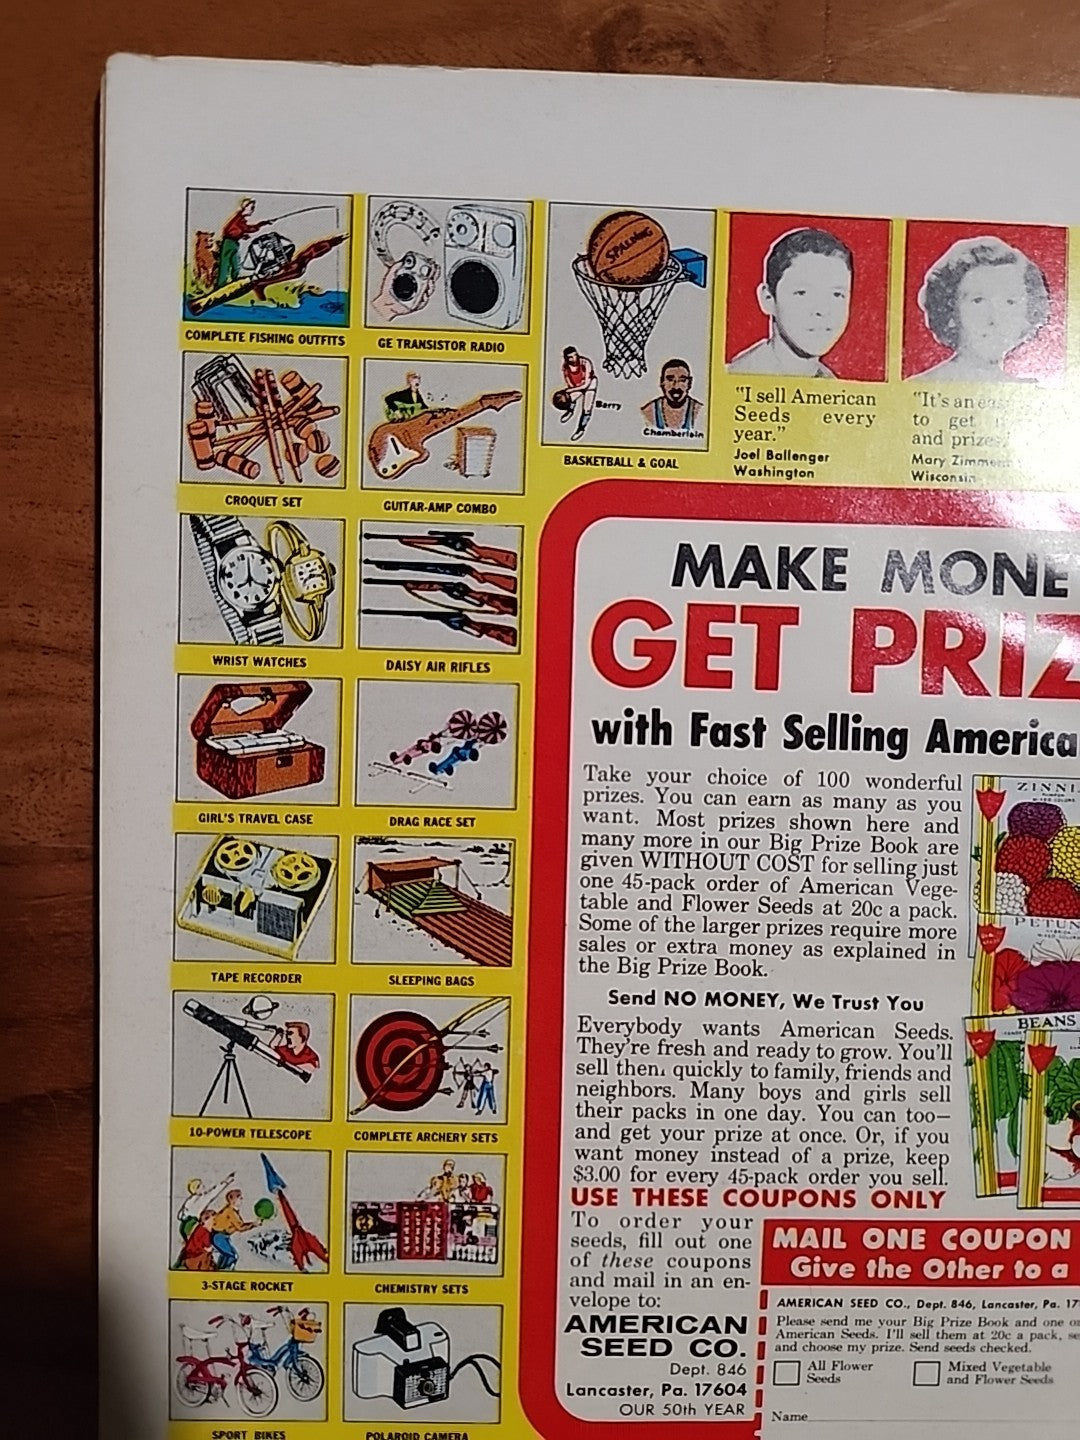 COMPLETE FISHING OUTFITS
GE TRANSISTOR RADIO
SPALDING
Barry
Chamberlain
BASKETBALL & GOAL
CROQUET SET
GUITAR-AMP COMBO
WRIST WATCHES
DAISY AIR RIFLES
GIRL'S TRAVEL CASE
DRAG RACE SET
TAPE RECORDER
SLEEPING BAGS
10-POWER TELESCOPE
COMPLETE ARCHERY SETS
3-STAGE ROCKET
CHEMISTRY SETS
SPORT BIKES
POLAROID CAMERA
"I sell American
Seeds every
year."
Joel Ballenger
Washington
"It's an
to get
and prizes.
Mary
Wisconsin
MAKE MONE
GET PRIZ
with Fast Selling America
Take your choice of 100 wonderful
prizes. You can earn as many as you
want. Most prizes shown here and
many more in our Big Prize Book are
given WITHOUT COST for selling just
one 45-pack order of American Vege-
table and Flower Seeds at 20c a pack.
Some of the larger prizes require more
sales or extra money as explained in
the Big Prize Book.
Send NO MONEY, We Trust You
Everybody wants American Seeds.
They're fresh and ready to grow. You'll
sell them quickly to family, friends and
neighbors. Many boys and girls sell
their packs in one day. You can too—
and get your prize at once. Or, if you
want money instead of a prize, keep
$3.00 for every 45-pack order you sell.
ZINNI
PETUN
BEANS
USE THESE COUPONS ONLY
To order your
seeds, fill out one
of these coupons
and mail in an en-
velope to:
AMERICAN
SEED CO.
Dept. 846
Lancaster, Pa. 17604
OUR 50th YEAR
MAIL ONE COUPON
Give the Other to a
AMERICAN SEED CO., Dept. 846, Lancaster, Pa. 17
Please send me your Big Prize Book and one o
American Seeds. I'll sell them at 20c a pack, se
and choose my prize. Send seeds checked.
All Flower
Seeds
Mixed Vegetable
and Flower Seeds
Name